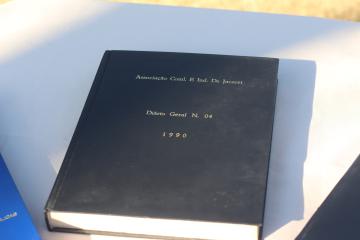 Associação Coml. E Ind. De Jacareí
Diário Geral N. 04
1990